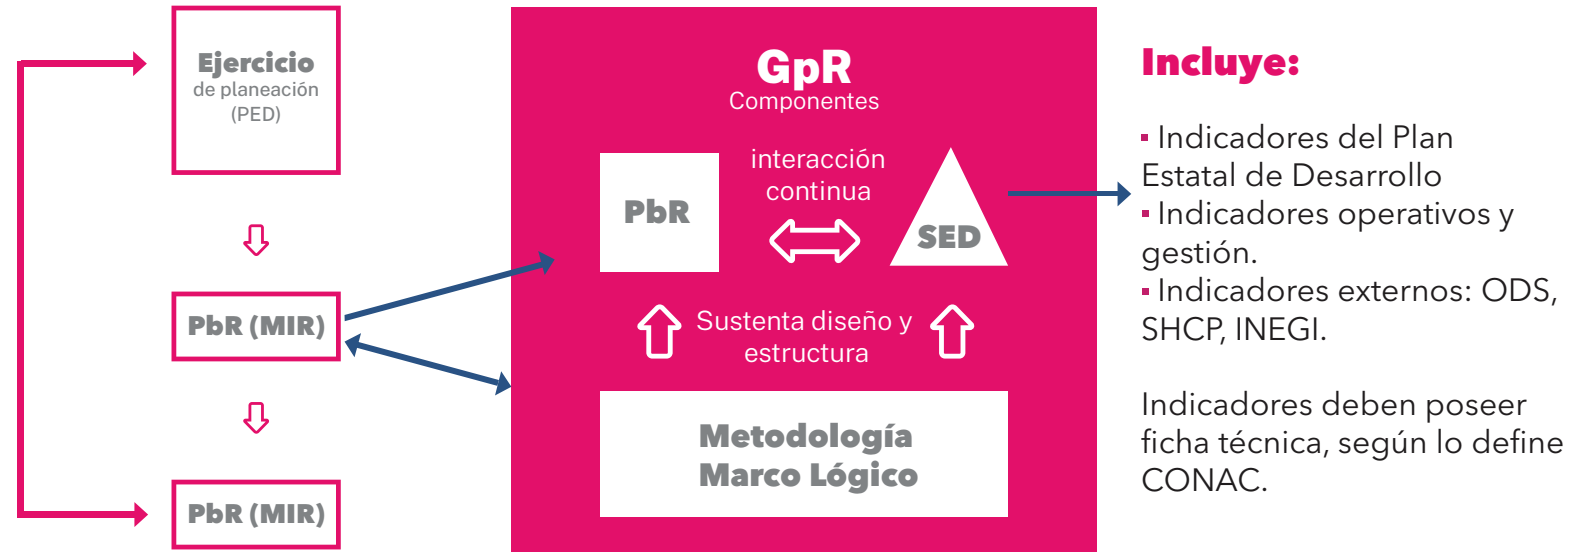 Ejercicio
de planeación
(PED)
PbR (MIR)
PbR (MIR)
GpR
Componentes
interacción
continua
PbR
SED
Sustenta diseño y
estructura
Metodología
Marco Lógico
Incluye:
▪ Indicadores del Plan
Estatal de Desarrollo
▪ Indicadores operativos y
gestión.
▪ Indicadores externos: ODS,
SHCP, INEGI.
Indicadores deben poseer
ficha técnica, según lo define
CONAC.